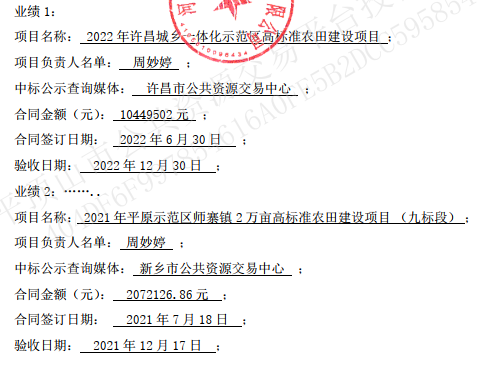 业绩 1：
项目名称： 2022 年许昌城乡一体化示范区高标准农田建设项目 ；
项目负责人名单： 周妙婷 ；
中标公示查询媒体： 许昌市公共资源交易中心 ；
合同金额（元）： 10449502 元 ；
合同签订日期： 2022 年 6 月 30 日 ；
验收日期： 2022 年 12 月 30 日 ；
业绩 2：……..
项目名称： 2021 年平原示范区师寨镇 2 万亩高标准农田建设项目 （九标段） ；
项目负责人名单： 周妙婷 ；
中标公示查询媒体： 新乡市公共资源交易中心 ；
合同金额（元）： 2072126.86 元 ；
合同签订日期： 2021 年 7 月 18 日 ；
验收日期： 2021 年 12 月 17 日 ；